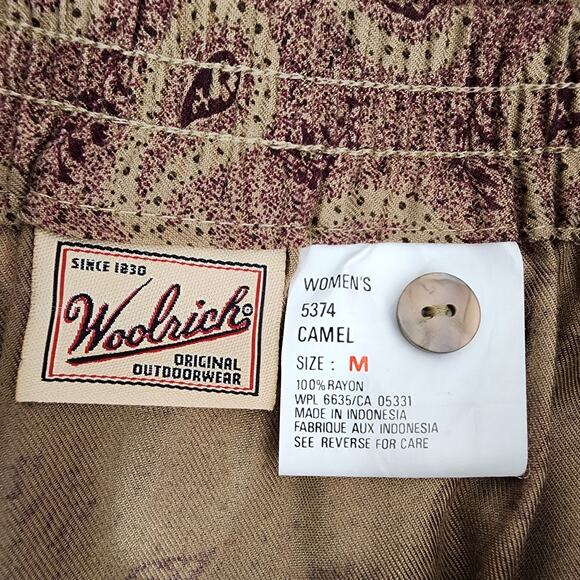 SINCE 1830
Woolrich®
ORIGINAL
OUTDOORWEAR
WOMEN'S
5374
CAMEL
SIZE : M
100% RAYON
WPL 6635/CA 05331
MADE IN INDONESIA
FABRIQUE AUX INDONESIA
SEE REVERSE FOR CARE